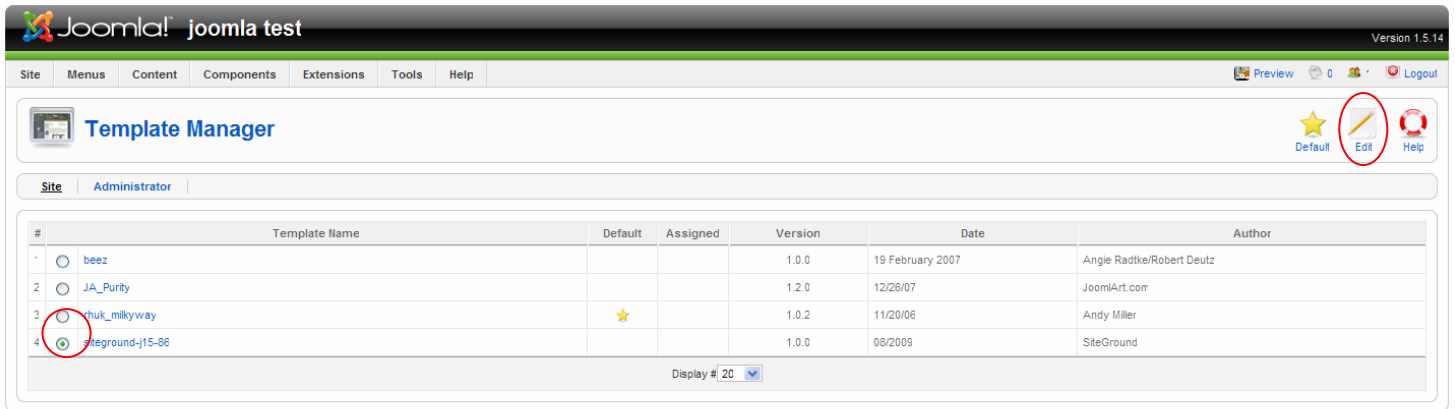 Joomla! joomla test
Version 1.5.14
Site Menus Content Components Extensions Tools Help Preview 0 1 Logout
Template Manager
Default Edit Help
Site Administrator
# Template Name Default Assigned Version Date Author
1 beez 1.0.0 19 February 2007 Angie Radtke/Robert Deutz
2 JA_Purity 1.2.0 12/26/07 JoomlArt.com
3 rhuk_milkyway 1.0.2 11/20/06 Andy Miller
4 siteground-j15-86 1.0.0 08/2009 SiteGround
Display # 20